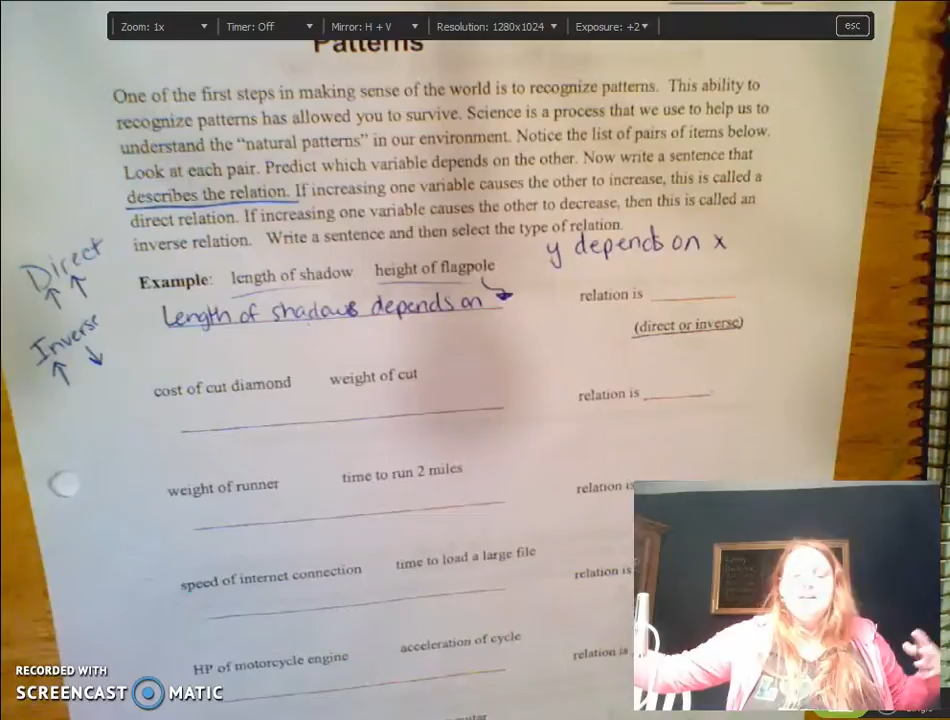 Zoom: 1x Timer: Off Mirror: H + V Resolution: 1280x1024 Exposure: +2 esc
Patterns
One of the first steps in making sense of the world is to recognize patterns. This ability to
recognize patterns has allowed you to survive. Science is a process that we use to help us to
understand the “natural patterns” in our environment. Notice the list of pairs of items below.
Look at each pair. Predict which variable depends on the other. Now write a sentence that
describes the relation. If increasing one variable causes the other to increase, this is called a
direct relation. If increasing one variable causes the other to decrease, then this is called an
inverse relation. Write a sentence and then select the type of relation.
y depends on x
Direct
↑ ↑
Example: length of shadow height of flagpole
Length of shadows depends on
relation is
(direct or inverse)
Inverse
↑ ↓
cost of cut diamond weight of cut
relation is
weight of runner time to run 2 miles
relation is
speed of internet connection time to load a large file
relation is
HP of motorcycle engine acceleration of cycle
relation is
RECORDED WITH
SCREENCAST MATIC